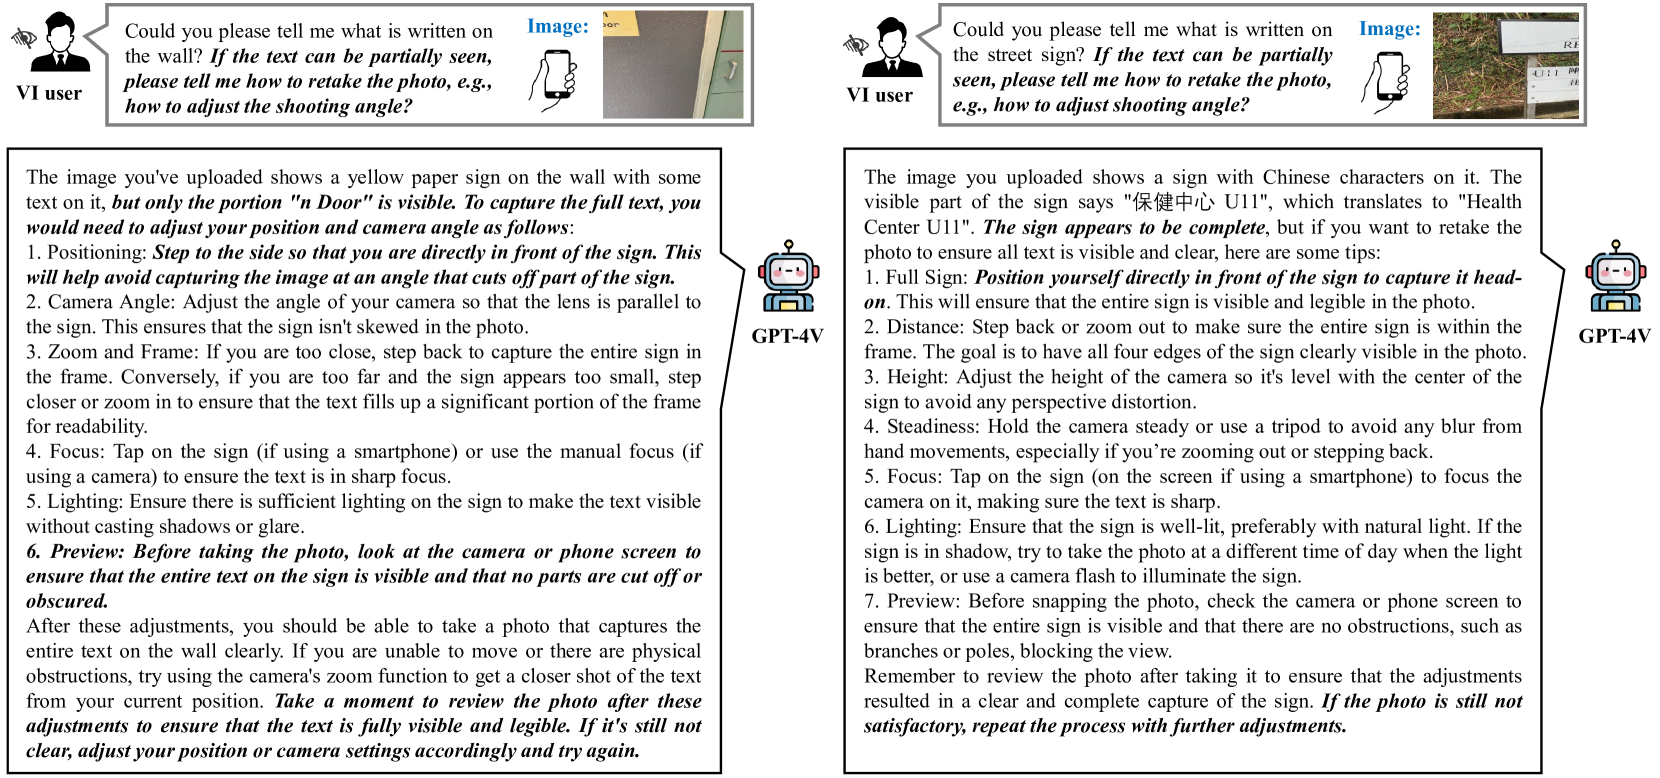 Could you please tell me what is written on
the wall? If the text can be partially seen,
please tell me how to retake the photo, e.g.,
how to adjust the shooting angle?
Image:
oor
VI user
The image you've uploaded shows a yellow paper sign on the wall with some
text on it, but only the portion "n Door" is visible. To capture the full text, you
would need to adjust your position and camera angle as follows:
1. Positioning: Step to the side so that you are directly in front of the sign. This
will help avoid capturing the image at an angle that cuts off part of the sign.
2. Camera Angle: Adjust the angle of your camera so that the lens is parallel to
the sign. This ensures that the sign isn't skewed in the photo.
3. Zoom and Frame: If you are too close, step back to capture the entire sign in
the frame. Conversely, if you are too far and the sign appears too small, step
closer or zoom in to ensure that the text fills up a significant portion of the frame
for readability.
4. Focus: Tap on the sign (if using a smartphone) or use the manual focus (if
using a camera) to ensure the text is in sharp focus.
5. Lighting: Ensure there is sufficient lighting on the sign to make the text visible
without casting shadows or glare.
6. Preview: Before taking the photo, look at the camera or phone screen to
ensure that the entire text on the sign is visible and that no parts are cut off or
obscured.
After these adjustments, you should be able to take a photo that captures the
entire text on the wall clearly. If you are unable to move or there are physical
obstructions, try using the camera's zoom function to get a closer shot of the text
from your current position. Take a moment to review the photo after these
adjustments to ensure that the text is fully visible and legible. If it's still not
clear, adjust your position or camera settings accordingly and try again.
GPT-4V
Could you please tell me what is written on
the street sign? If the text can be partially
seen, please tell me how to retake the photo,
e.g., how to adjust shooting angle?
Image:
RE
U11
VI user
The image you uploaded shows a sign with Chinese characters on it. The
visible part of the sign says "保健中心 U11", which translates to "Health
Center U11". The sign appears to be complete, but if you want to retake the
photo to ensure all text is visible and clear, here are some tips:
1. Full Sign: Position yourself directly in front of the sign to capture it head-
on. This will ensure that the entire sign is visible and legible in the photo.
2. Distance: Step back or zoom out to make sure the entire sign is within the
frame. The goal is to have all four edges of the sign clearly visible in the photo.
3. Height: Adjust the height of the camera so it's level with the center of the
sign to avoid any perspective distortion.
4. Steadiness: Hold the camera steady or use a tripod to avoid any blur from
hand movements, especially if you're zooming out or stepping back.
5. Focus: Tap on the sign (on the screen if using a smartphone) to focus the
camera on it, making sure the text is sharp.
6. Lighting: Ensure that the sign is well-lit, preferably with natural light. If the
sign is in shadow, try to take the photo at a different time of day when the light
is better, or use a camera flash to illuminate the sign.
7. Preview: Before snapping the photo, check the camera or phone screen to
ensure that the entire sign is visible and that there are no obstructions, such as
branches or poles, blocking the view.
Remember to review the photo after taking it to ensure that the adjustments
resulted in a clear and complete capture of the sign. If the photo is still not
satisfactory, repeat the process with further adjustments.
GPT-4V